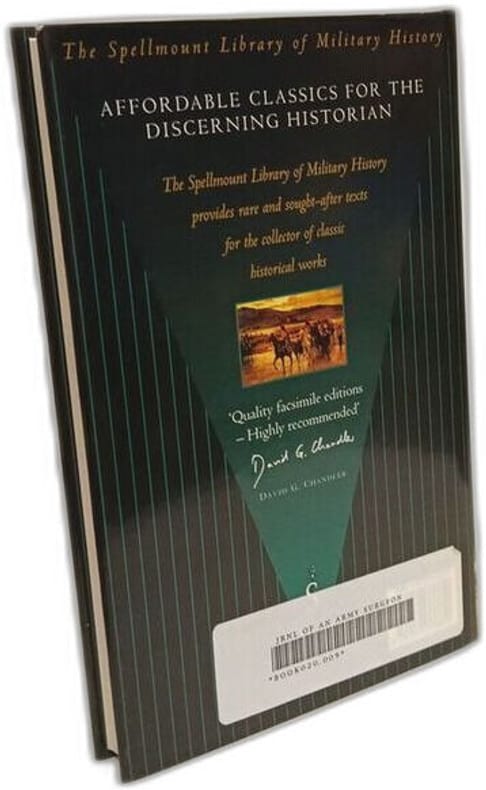 The Spellmount Library of Military History
AFFORDABLE CLASSICS FOR THE
DISCERNING HISTORIAN
The Spellmount Library of Military History
provides rare and sought-after texts
for the collector of classic
historical works
'Quality facsimile editions
– Highly recommended'
David G. Chandler
DAVID G. CHANDLER
JRNL OF AN ARMY SURGEON
*BOOK020.009*